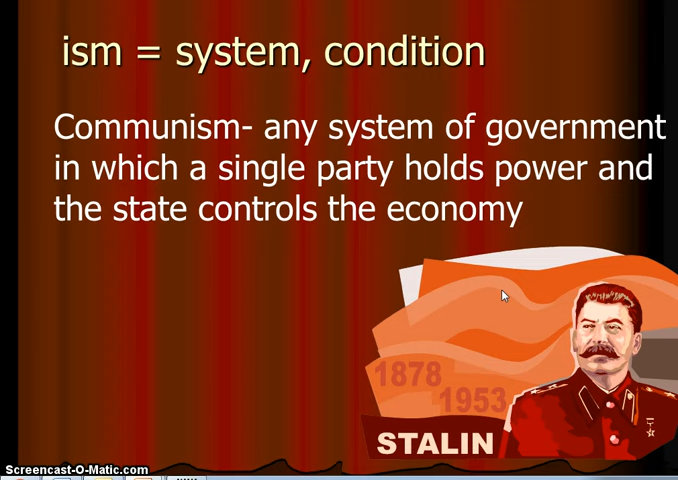 ism = system, condition
Communism- any system of government
in which a single party holds power and
the state controls the economy
1878
1953
STALIN
Screencast-O-Matic.com